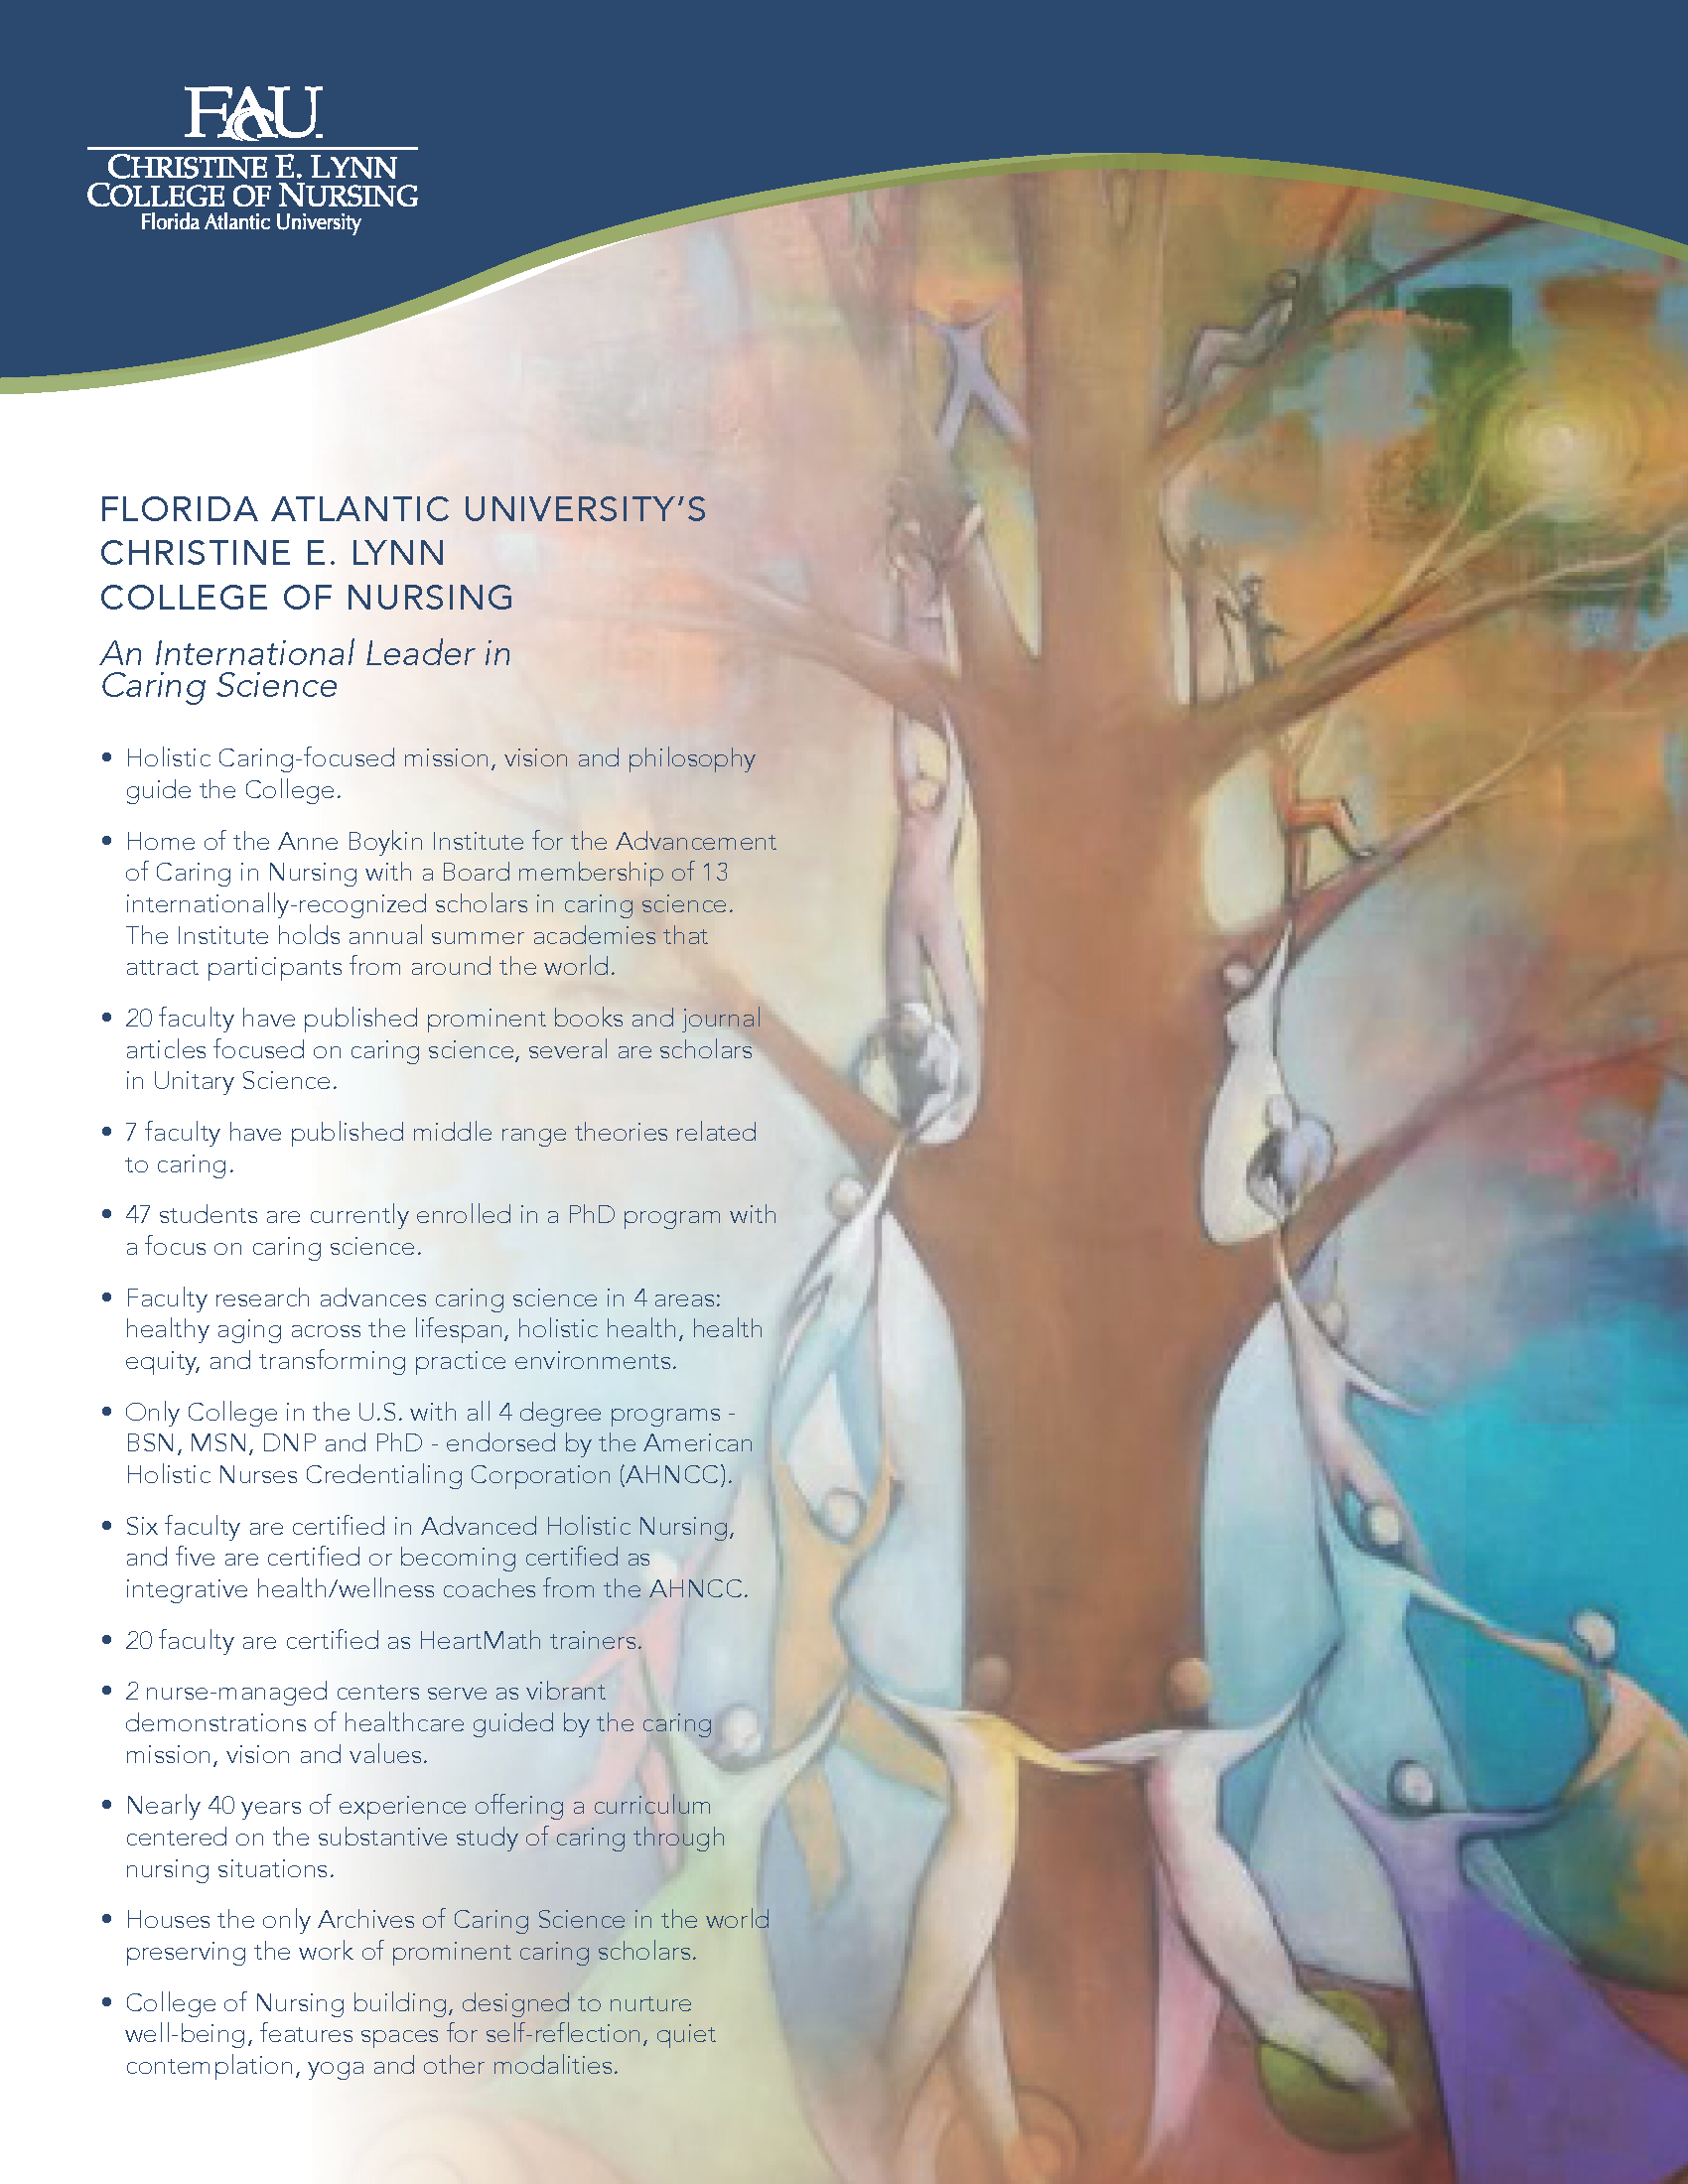 FAU
CHRISTINE E. LYNN
COLLEGE OF NURSING
Florida Atlantic University
FLORIDA ATLANTIC UNIVERSITY'S
CHRISTINE E. LYNN
COLLEGE OF NURSING
An International Leader in
Caring Science
• Holistic Caring-focused mission, vision and philosophy
guide the College.
• Home of the Anne Boykin Institute for the Advancement
of Caring in Nursing with a Board membership of 13
internationally-recognized scholars in caring science.
The Institute holds annual summer academies that
attract participants from around the world.
• 20 faculty have published prominent books and journal
articles focused on caring science, several are scholars
in Unitary Science.
• 7 faculty have published middle range theories related
to caring.
• 47 students are currently enrolled in a PhD program with
a focus on caring science.
• Faculty research advances caring science in 4 areas:
healthy aging across the lifespan, holistic health, health
equity, and transforming practice environments.
• Only College in the U.S. with all 4 degree programs -
BSN, MSN, DNP and PhD - endorsed by the American
Holistic Nurses Credentialing Corporation (AHNCC).
• Six faculty are certified in Advanced Holistic Nursing,
and five are certified or becoming certified as
integrative health/wellness coaches from the AHNCC.
• 20 faculty are certified as HeartMath trainers.
• 2 nurse-managed centers serve as vibrant
demonstrations of healthcare guided by the caring
mission, vision and values.
• Nearly 40 years of experience offering a curriculum
centered on the substantive study of caring through
nursing situations.
• Houses the only Archives of Caring Science in the world
preserving the work of prominent caring scholars.
• College of Nursing building, designed to nurture
well-being, features spaces for self-reflection, quiet
contemplation, yoga and other modalities.